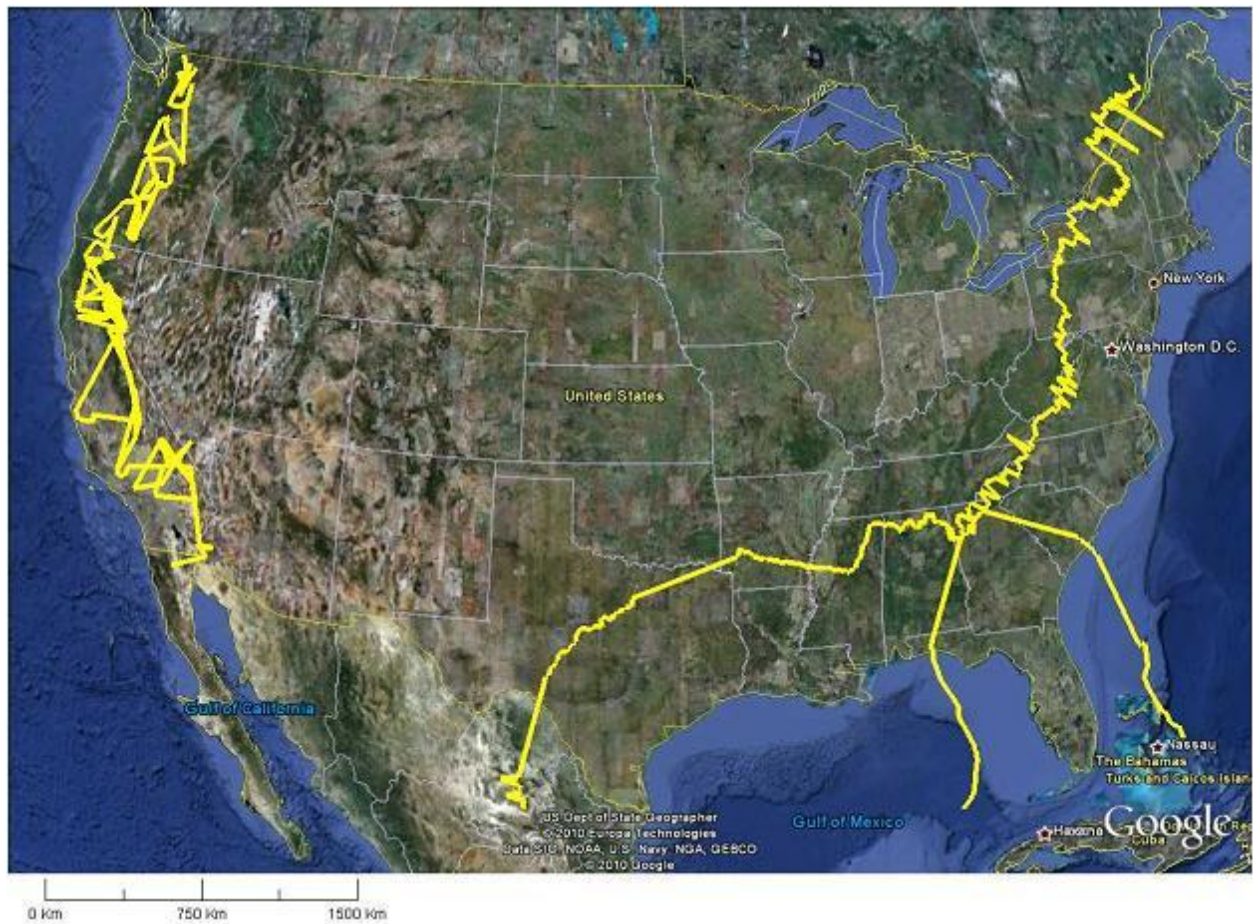 New York
Washington D.C.
United States
Gulf of California
Nassau
The Bahamas
Turks and Caicos Islan
US Dept of State Geographer
© 2010 Europa Technologies
Data SIO, NOAA, U.S. Navy, NGA, GEBCO
© 2010 Google
Gulf of Mexico
Google
Cuba
0 Km
750 Km
1500 Km